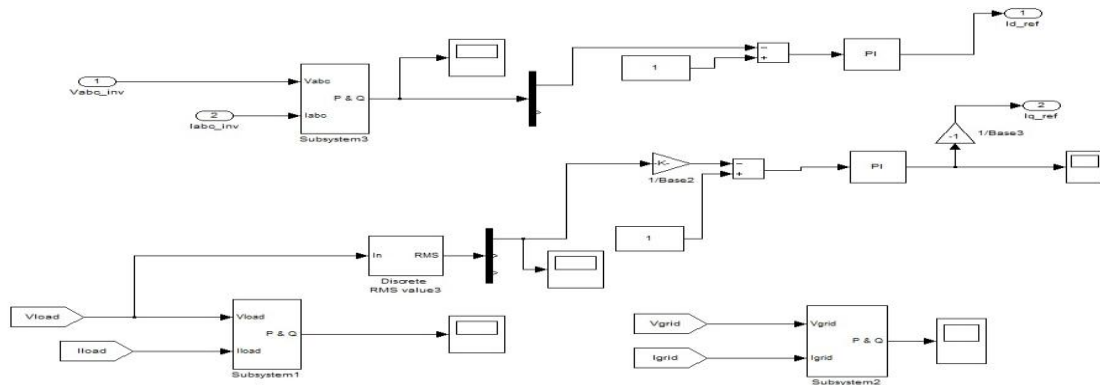 1
Id_ref
PI
1
−
+
1
Vabc_inv
Vabc
P & Q
2
Iabc_inv
Iabc
Subsystem3
2
Iq_ref
-1
1/Base3
-K-
1/Base2
−
+
PI
1
In
RMS
Discrete
RMS value3
Vload
Vload
P & Q
Iload
Iload
Subsystem1
Vgrid
Vgrid
P & Q
Igrid
Igrid
Subsystem2